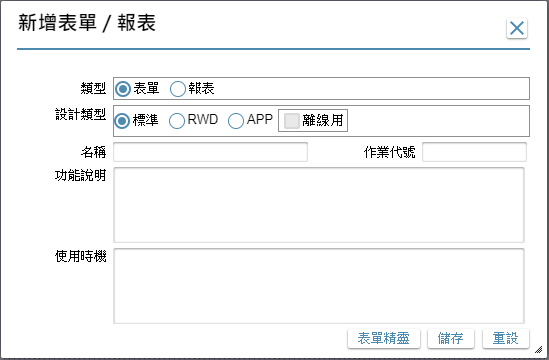 新增表單 / 報表
類型 表單 報表
設計類型 標準 RWD APP 離線用
名稱 作業代號
功能說明
使用時機
表單精靈 儲存 重設